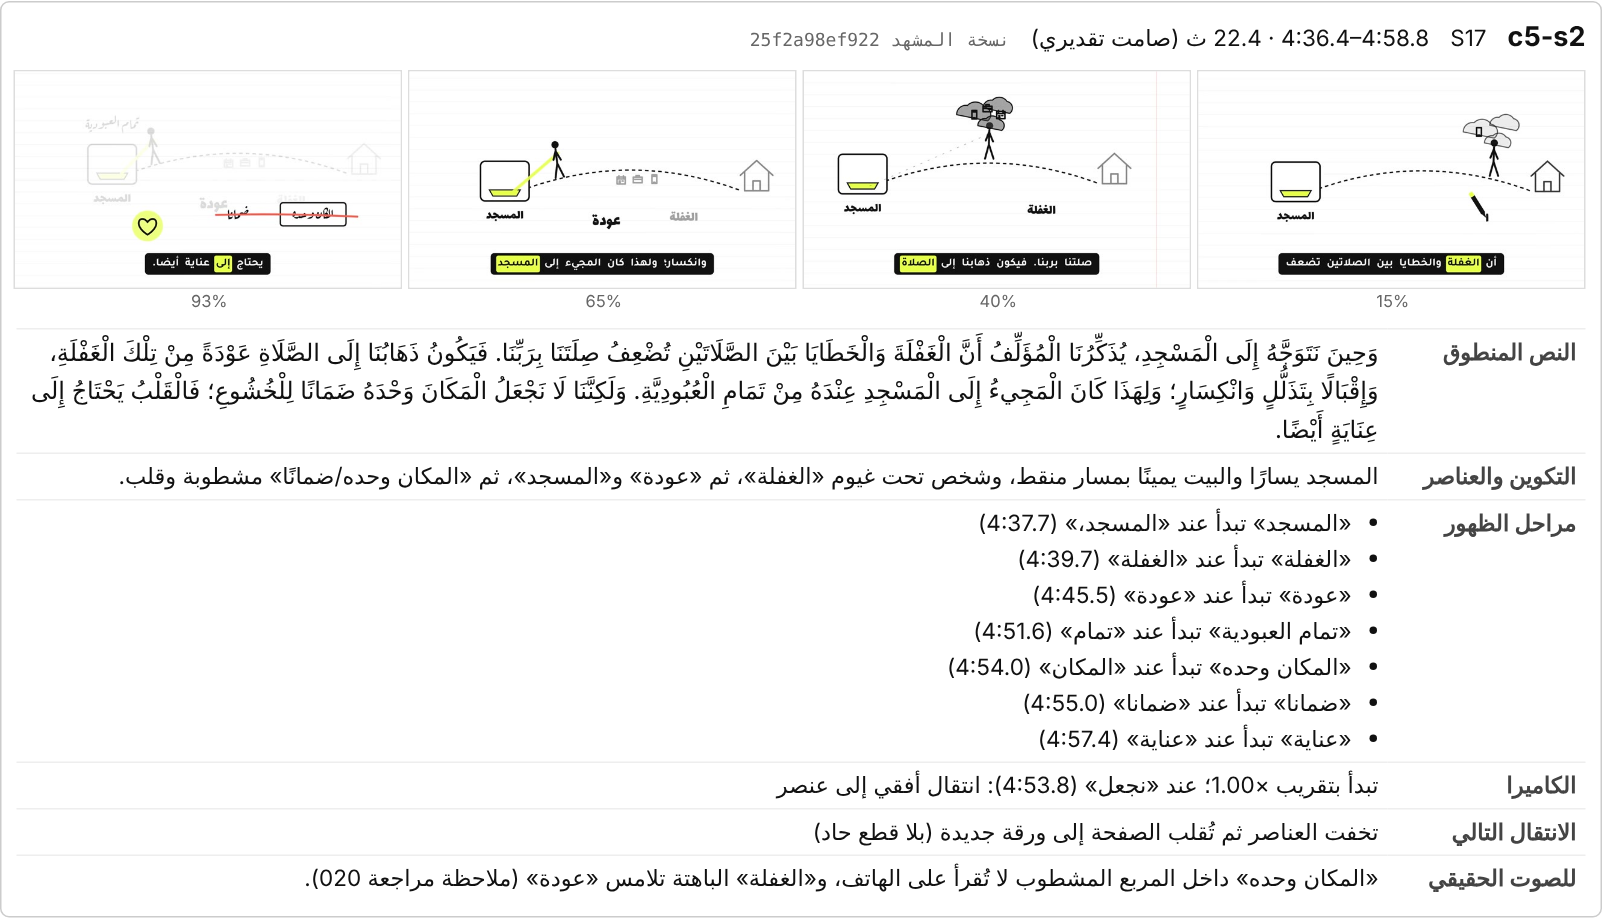 c5-s2 S17 4:36.4–4:58.8 · 22.4 ث (صامت تقديري) نسخة المشهد 25f2a98ef922
المسجد
أن الغفلة والخطايا بين الصلاتين تضعف
15%
المسجد
الغفلة
صلتنا بربنا. فيكون ذهابنا إلى الصلاة
40%
المسجد
عودة
الغفلة
وانكسار؛ ولهذا كان المجيء إلى المسجد
65%
تمام العبودية
المسجد
عودة
المكان وحده
ضمانا
يحتاج إلى عناية أيضا.
93%
النص المنطوق
وَحِينَ نَتَوَجَّهُ إِلَى الْمَسْجِدِ، يُذَكِّرُنَا الْمُؤَلِّفُ أَنَّ الْغَفْلَةَ وَالْخَطَايَا بَيْنَ الصَّلَاتَيْنِ تُضْعِفُ صِلَتَنَا بِرَبِّنَا. فَيَكُونُ ذَهَابُنَا إِلَى الصَّلَاةِ عَوْدَةً مِنْ تِلْكَ الْغَفْلَةِ،
وَإِقْبَالًا بِتَذَلُّلٍ وَانْكِسَارٍ؛ وَلِهَذَا كَانَ الْمَجِيءُ إِلَى الْمَسْجِدِ عِنْدَهُ مِنْ تَمَامِ الْعُبُودِيَّةِ. وَلَكِنَّنَا لَا نَجْعَلُ الْمَكَانَ وَحْدَهُ ضَمَانًا لِلْخُشُوعِ؛ فَالْقَلْبُ يَحْتَاجُ إِلَى
عِنَايَةٍ أَيْضًا.
التكوين والعناصر
المسجد يسارًا والبيت يمينًا بمسار منقط، وشخص تحت غيوم «الغفلة»، ثم «عودة» و«المسجد»، ثم «المكان وحده/ضمانًا» مشطوبة وقلب.
مراحل الظهور
• «المسجد» تبدأ عند «المسجد،» (4:37.7)
• «الغفلة» تبدأ عند «الغفلة» (4:39.7)
• «عودة» تبدأ عند «عودة» (4:45.5)
• «تمام العبودية» تبدأ عند «تمام» (4:51.6)
• «المكان وحده» تبدأ عند «المكان» (4:54.0)
• «ضمانا» تبدأ عند «ضمانا» (4:55.0)
• «عناية» تبدأ عند «عناية» (4:57.4)
الكاميرا
تبدأ بتقريب ×1.00؛ عند «نجعل» (4:53.8): انتقال أفقي إلى عنصر
الانتقال التالي
تخفت العناصر ثم تُقلب الصفحة إلى ورقة جديدة (بلا قطع حاد)
للصوت الحقيقي
«المكان وحده» داخل المربع المشطوب لا تُقرأ على الهاتف، و«الغفلة» الباهتة تلامس «عودة» (ملاحظة مراجعة 020).